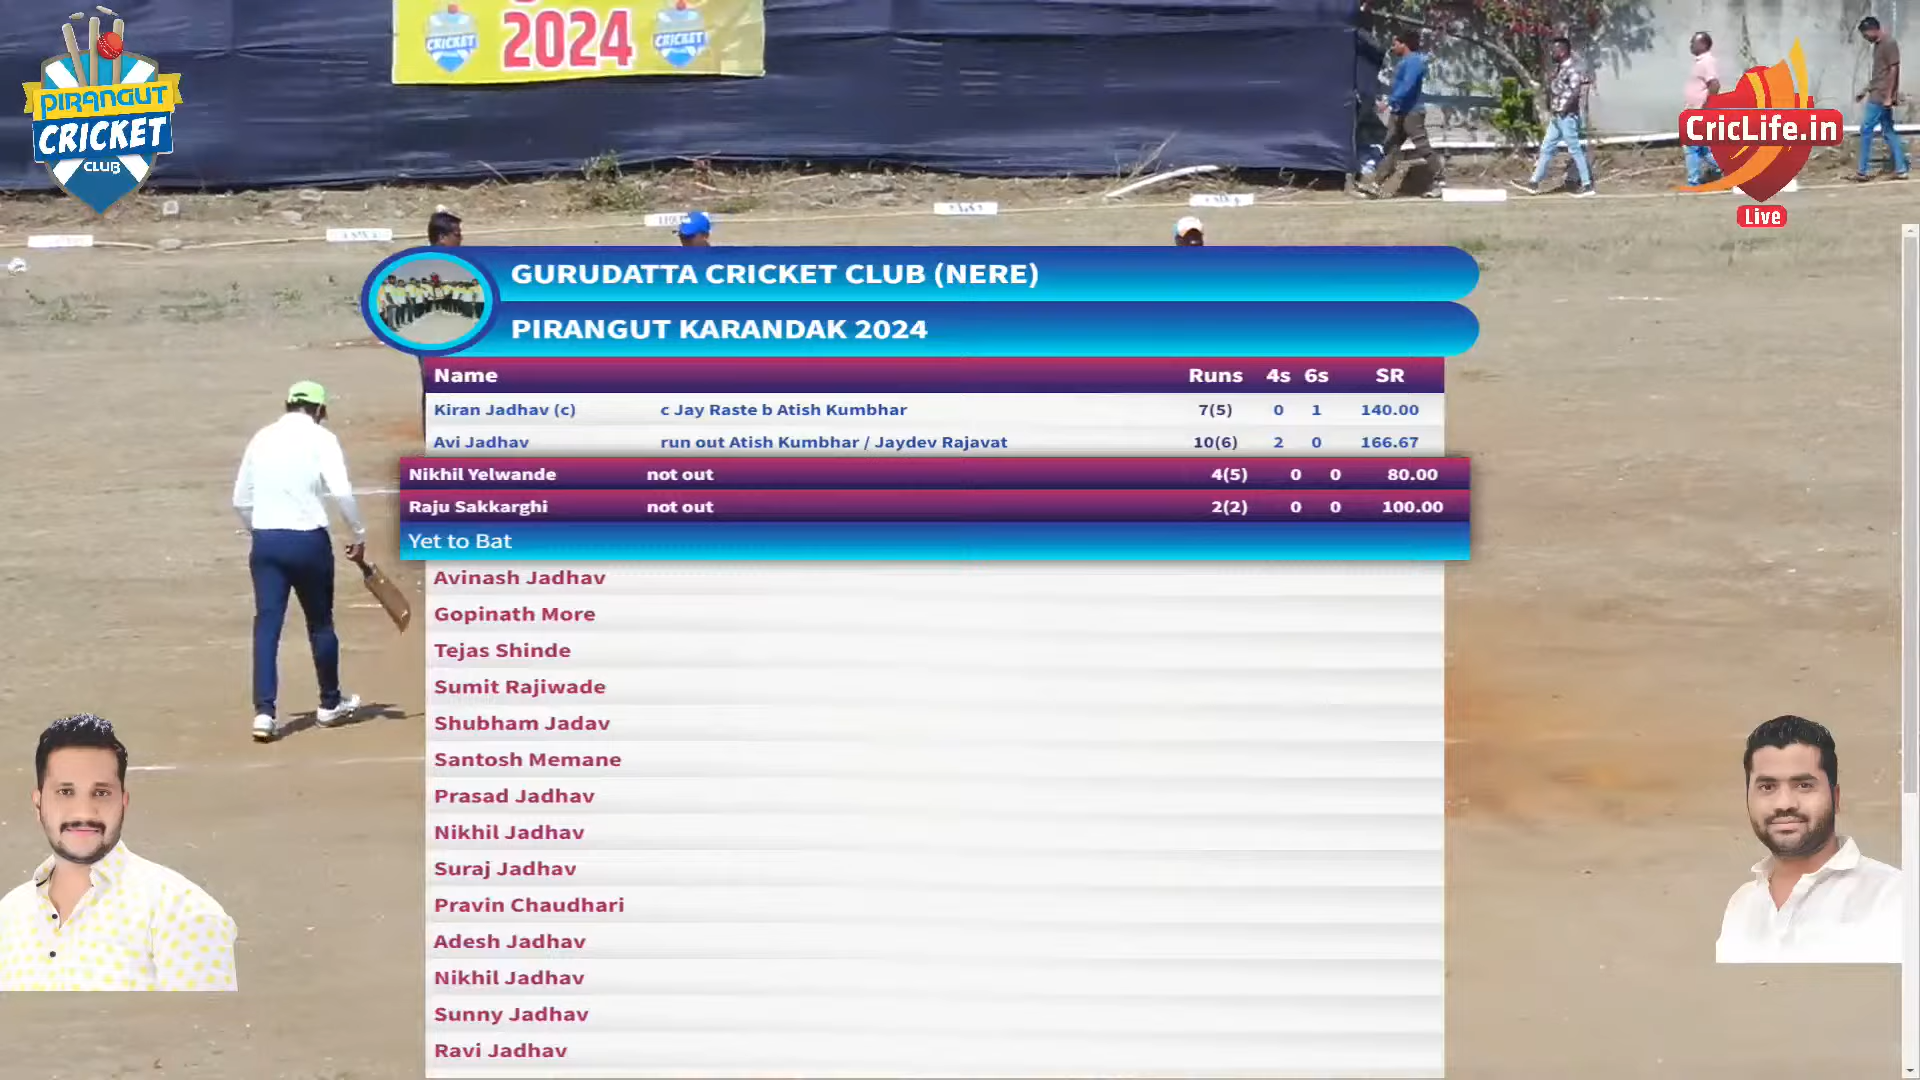 CRICKET
2024
CRICKET
PIRANGUT
CRICKET
CLUB
CricLife.in
Live
GURUDATTA CRICKET CLUB (NERE)
PIRANGUT KARANDAK 2024
Name Runs 4s 6s SR
Kiran Jadhav (c) c Jay Raste b Atish Kumbhar 7(5) 0 1 140.00
Avi Jadhav run out Atish Kumbhar / Jaydev Rajavat 10(6) 2 0 166.67
Nikhil Yelwande not out 4(5) 0 0 80.00
Raju Sakkarghi not out 2(2) 0 0 100.00
Yet to Bat
Avinash Jadhav
Gopinath More
Tejas Shinde
Sumit Rajiwade
Shubham Jadav
Santosh Memane
Prasad Jadhav
Nikhil Jadhav
Suraj Jadhav
Pravin Chaudhari
Adesh Jadhav
Nikhil Jadhav
Sunny Jadhav
Ravi Jadhav